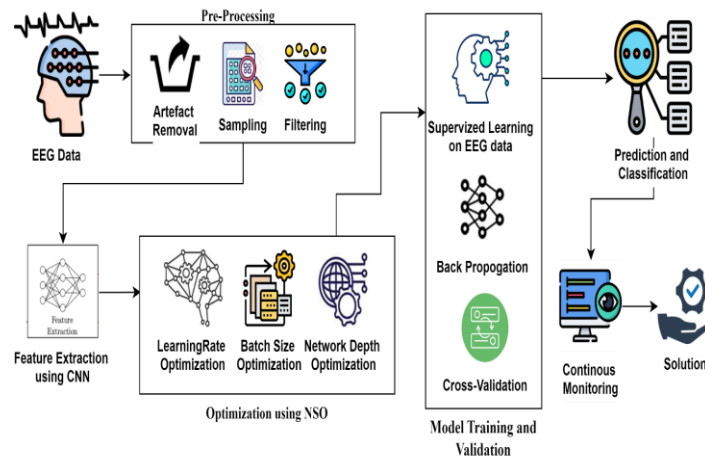 Pre-Processing
EEG Data
Artefact
Removal
Sampling
Filtering
Feature
Extraction
Feature Extraction
using CNN
LearningRate
Optimization
Batch Size
Optimization
Network Depth
Optimization
Optimization using NSO
Supervized Learning
on EEG data
Back Propogation
Cross-Validation
Model Training and
Validation
Prediction and
Classification
Continous
Monitoring
Solution